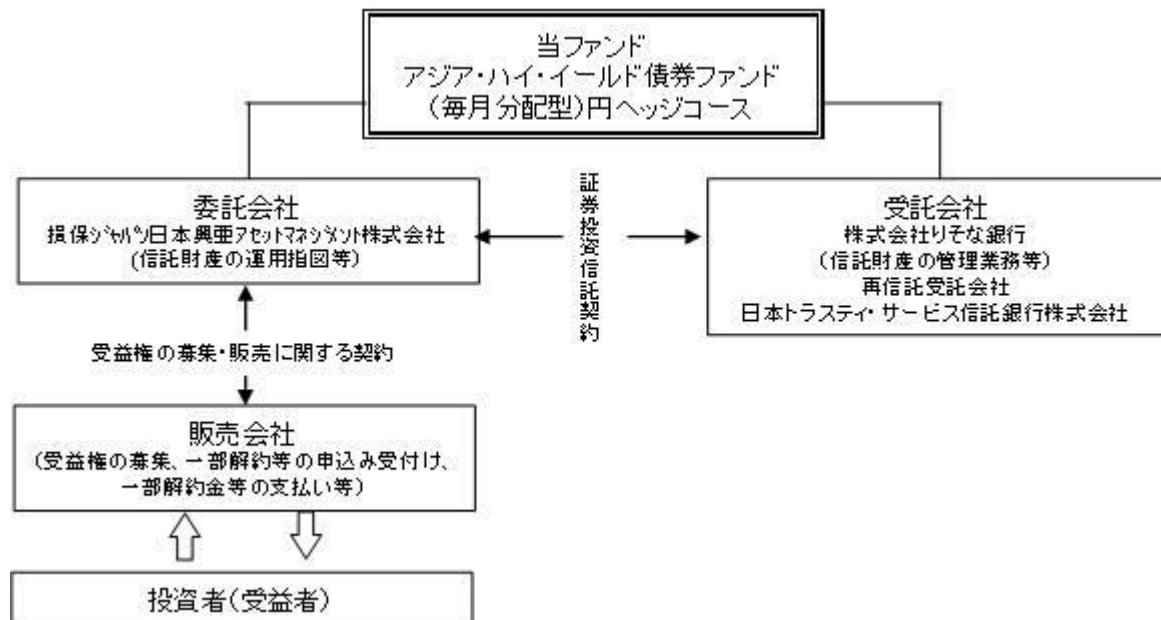 当ファンド
アジア・ハイ・イールド債券ファンド
(毎月分配型)円ヘッジコース
委託会社
損保ジャパン日本興亜アセットマネジメント株式会社
(信託財産の運用指図等)
証券投資信託契約
受託会社
株式会社りそな銀行
(信託財産の管理業務等)
再信託受託会社
日本トラスティ・サービス信託銀行株式会社
受益権の募集・販売に関する契約
販売会社
(受益権の募集、一部解約等の申込み受付け、
一部解約金等の支払い等)
投資者(受益者)